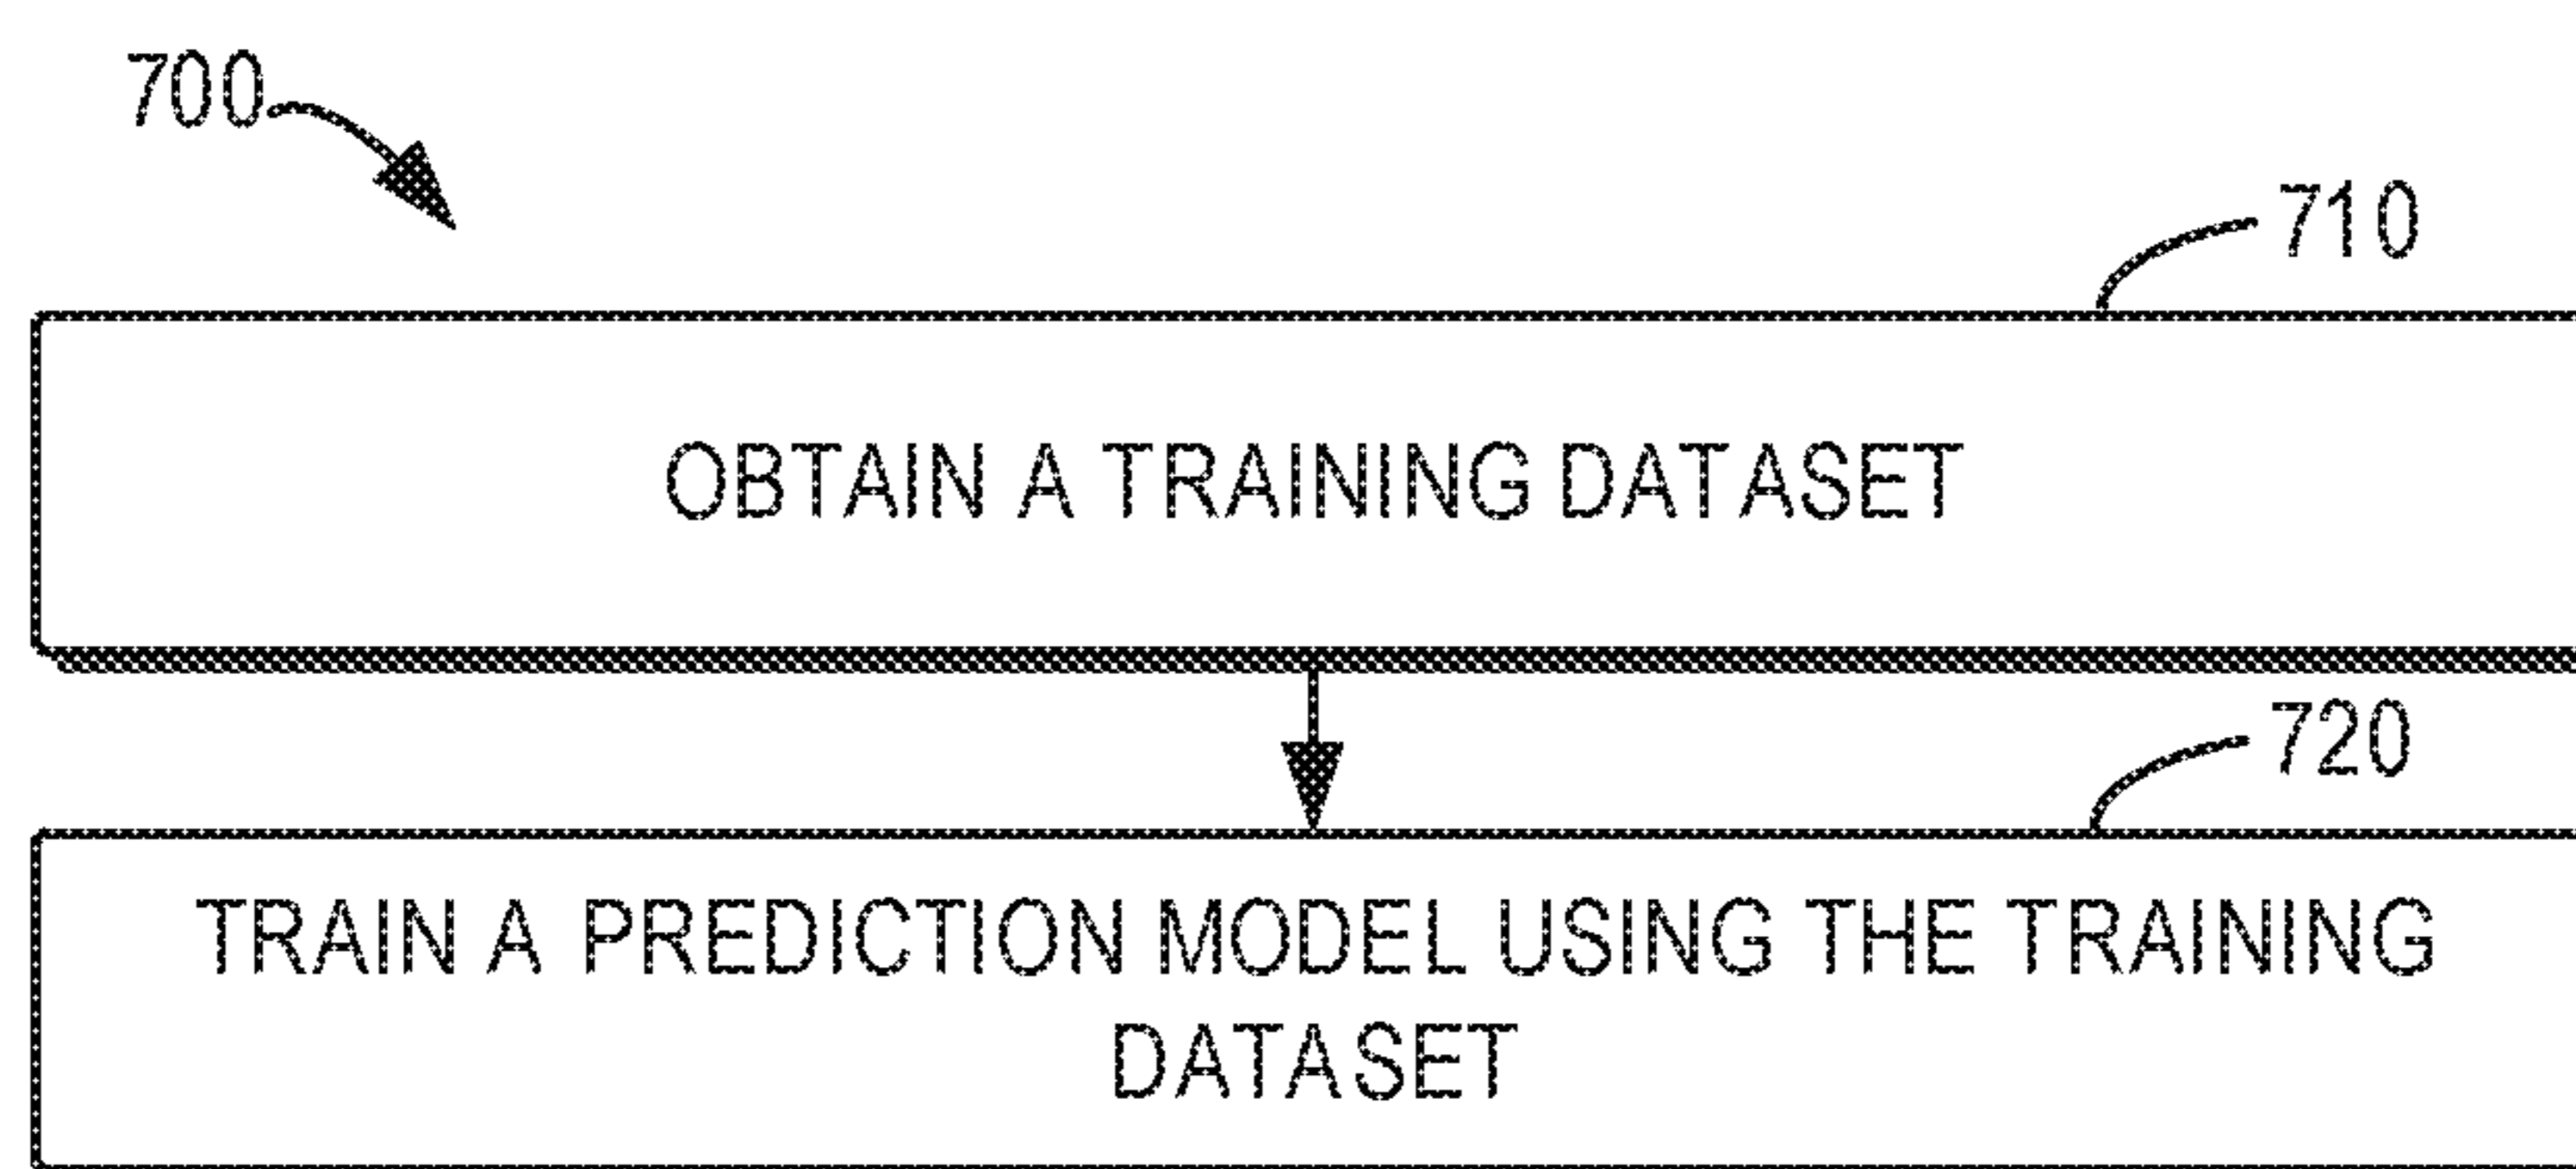 700
710
OBTAIN A TRAINING DATASET
720
TRAIN A PREDICTION MODEL USING THE TRAINING
DATASET